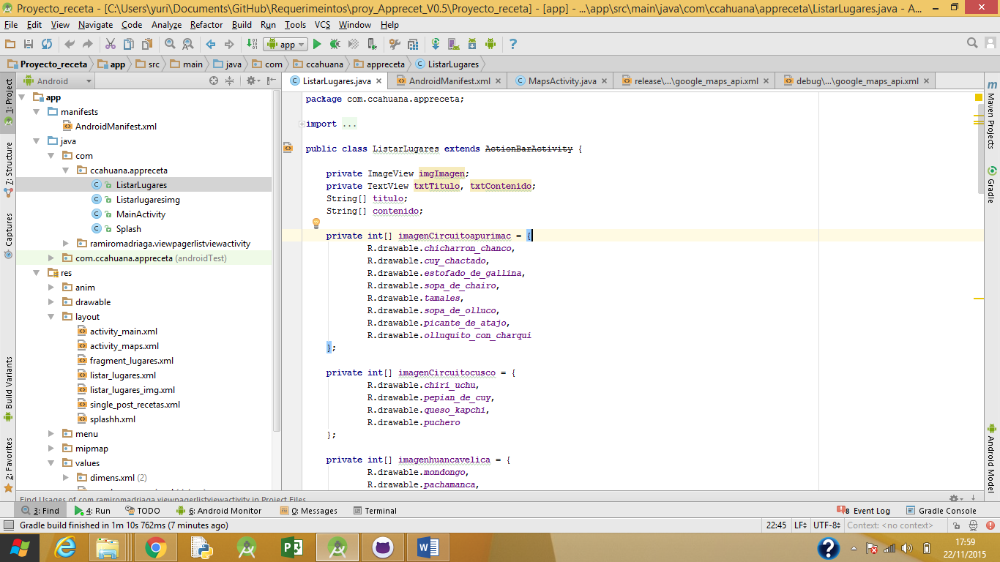 Proyecto_receta - [C:\Users\yuri\Documents\GitHub\Requerimeintos\proy_Apprecet_V0.5\Proyecto_receta] - [app] - ...\app\src\main\java\com\ccahuana\appreceta\ListarLugares.java - A...
File Edit View Navigate Code Analyze Refactor Build Run Tools VCS Window Help
app
Proyecto_receta app src main java com ccahuana appreceta ListarLugares
Android
ListarLugares.java AndroidManifest.xml MapsActivity.java release\...\google_maps_api.xml debug\...\google_maps_api.xml
1: Project
7: Structure
Captures
Build Variants
2: Favorites
app
manifests
AndroidManifest.xml
java
com
ccahuana.appreceta
ListarLugares
Listarlugaresimg
MainActivity
Splash
ramiromadriaga.viewpagerlistviewactivity
com.ccahuana.appreceta (androidTest)
res
anim
drawable
layout
activity_main.xml
activity_maps.xml
fragment_lugares.xml
listar_lugares.xml
listar_lugares_img.xml
single_post_recetas.xml
splashh.xml
menu
mipmap
values
dimens.xml (2)
package com.ccahuana.appreceta;
import ...
public class ListarLugares extends ActionBarActivity {
private ImageView imgImagen;
private TextView txtTitulo, txtContenido;
String[] titulo;
String[] contenido;
private int[] imagenCircuitoapurimac = {
R.drawable.chicharron_chanco,
R.drawable.cuy_chactado,
R.drawable.estofado_de_gallina,
R.drawable.sopa_de_chairo,
R.drawable.tamales,
R.drawable.sopa_de_olluco,
R.drawable.picante_de_atajo,
R.drawable.olluquito_con_charqui
};
private int[] imagenCircuitocusco = {
R.drawable.chiri_uchu,
R.drawable.pepian_de_cuy,
R.drawable.queso_kapchi,
R.drawable.puchero
};
private int[] imagenhuancavelica = {
R.drawable.mondongo,
R.drawable.pachamanca,
Maven Projects
Gradle
Android Model
Find Usages of com.ramiromadriaga.viewpagerlistviewactivity in Project Files
3: Find 4: Run TODO 6: Android Monitor 0: Messages Terminal 8 Event Log Gradle Console
Gradle build finished in 1m 10s 762ms (7 minutes ago) 22:45 LF UTF-8 Context: <no context>
17:59
22/11/2015